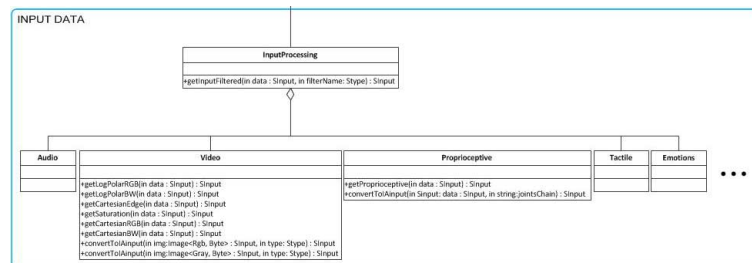 INPUT DATA
InputProcessing
+getInputFiltered(in data : SInput, in filterName: Stype) : SInput
Audio
Video
Proprioceptive
Tactile
Emotions
+getLogPolarRGB(in data : SInput) : SInput
+getLogPolarBW(in data : SInput) : SInput
+getCartesianEdge(in data : SInput) : SInput
+getSaturation(in data : SInput) : SInput
+getCartesianRGB(in data : SInput) : SInput
+getCartesianBW(in data : SInput) : SInput
+convertToIAinput(in img:Image<Rgb, Byte> : SInput, in type: Stype) : SInput
+convertToIAinput(in img:Image<Gray, Byte> : SInput, in type: Stype) : SInput
+getProprioceptive(in data : SInput) : SInput
+convertToIAinput(in Sinput: data : SInput, in string:jointsChain) : SInput
•••